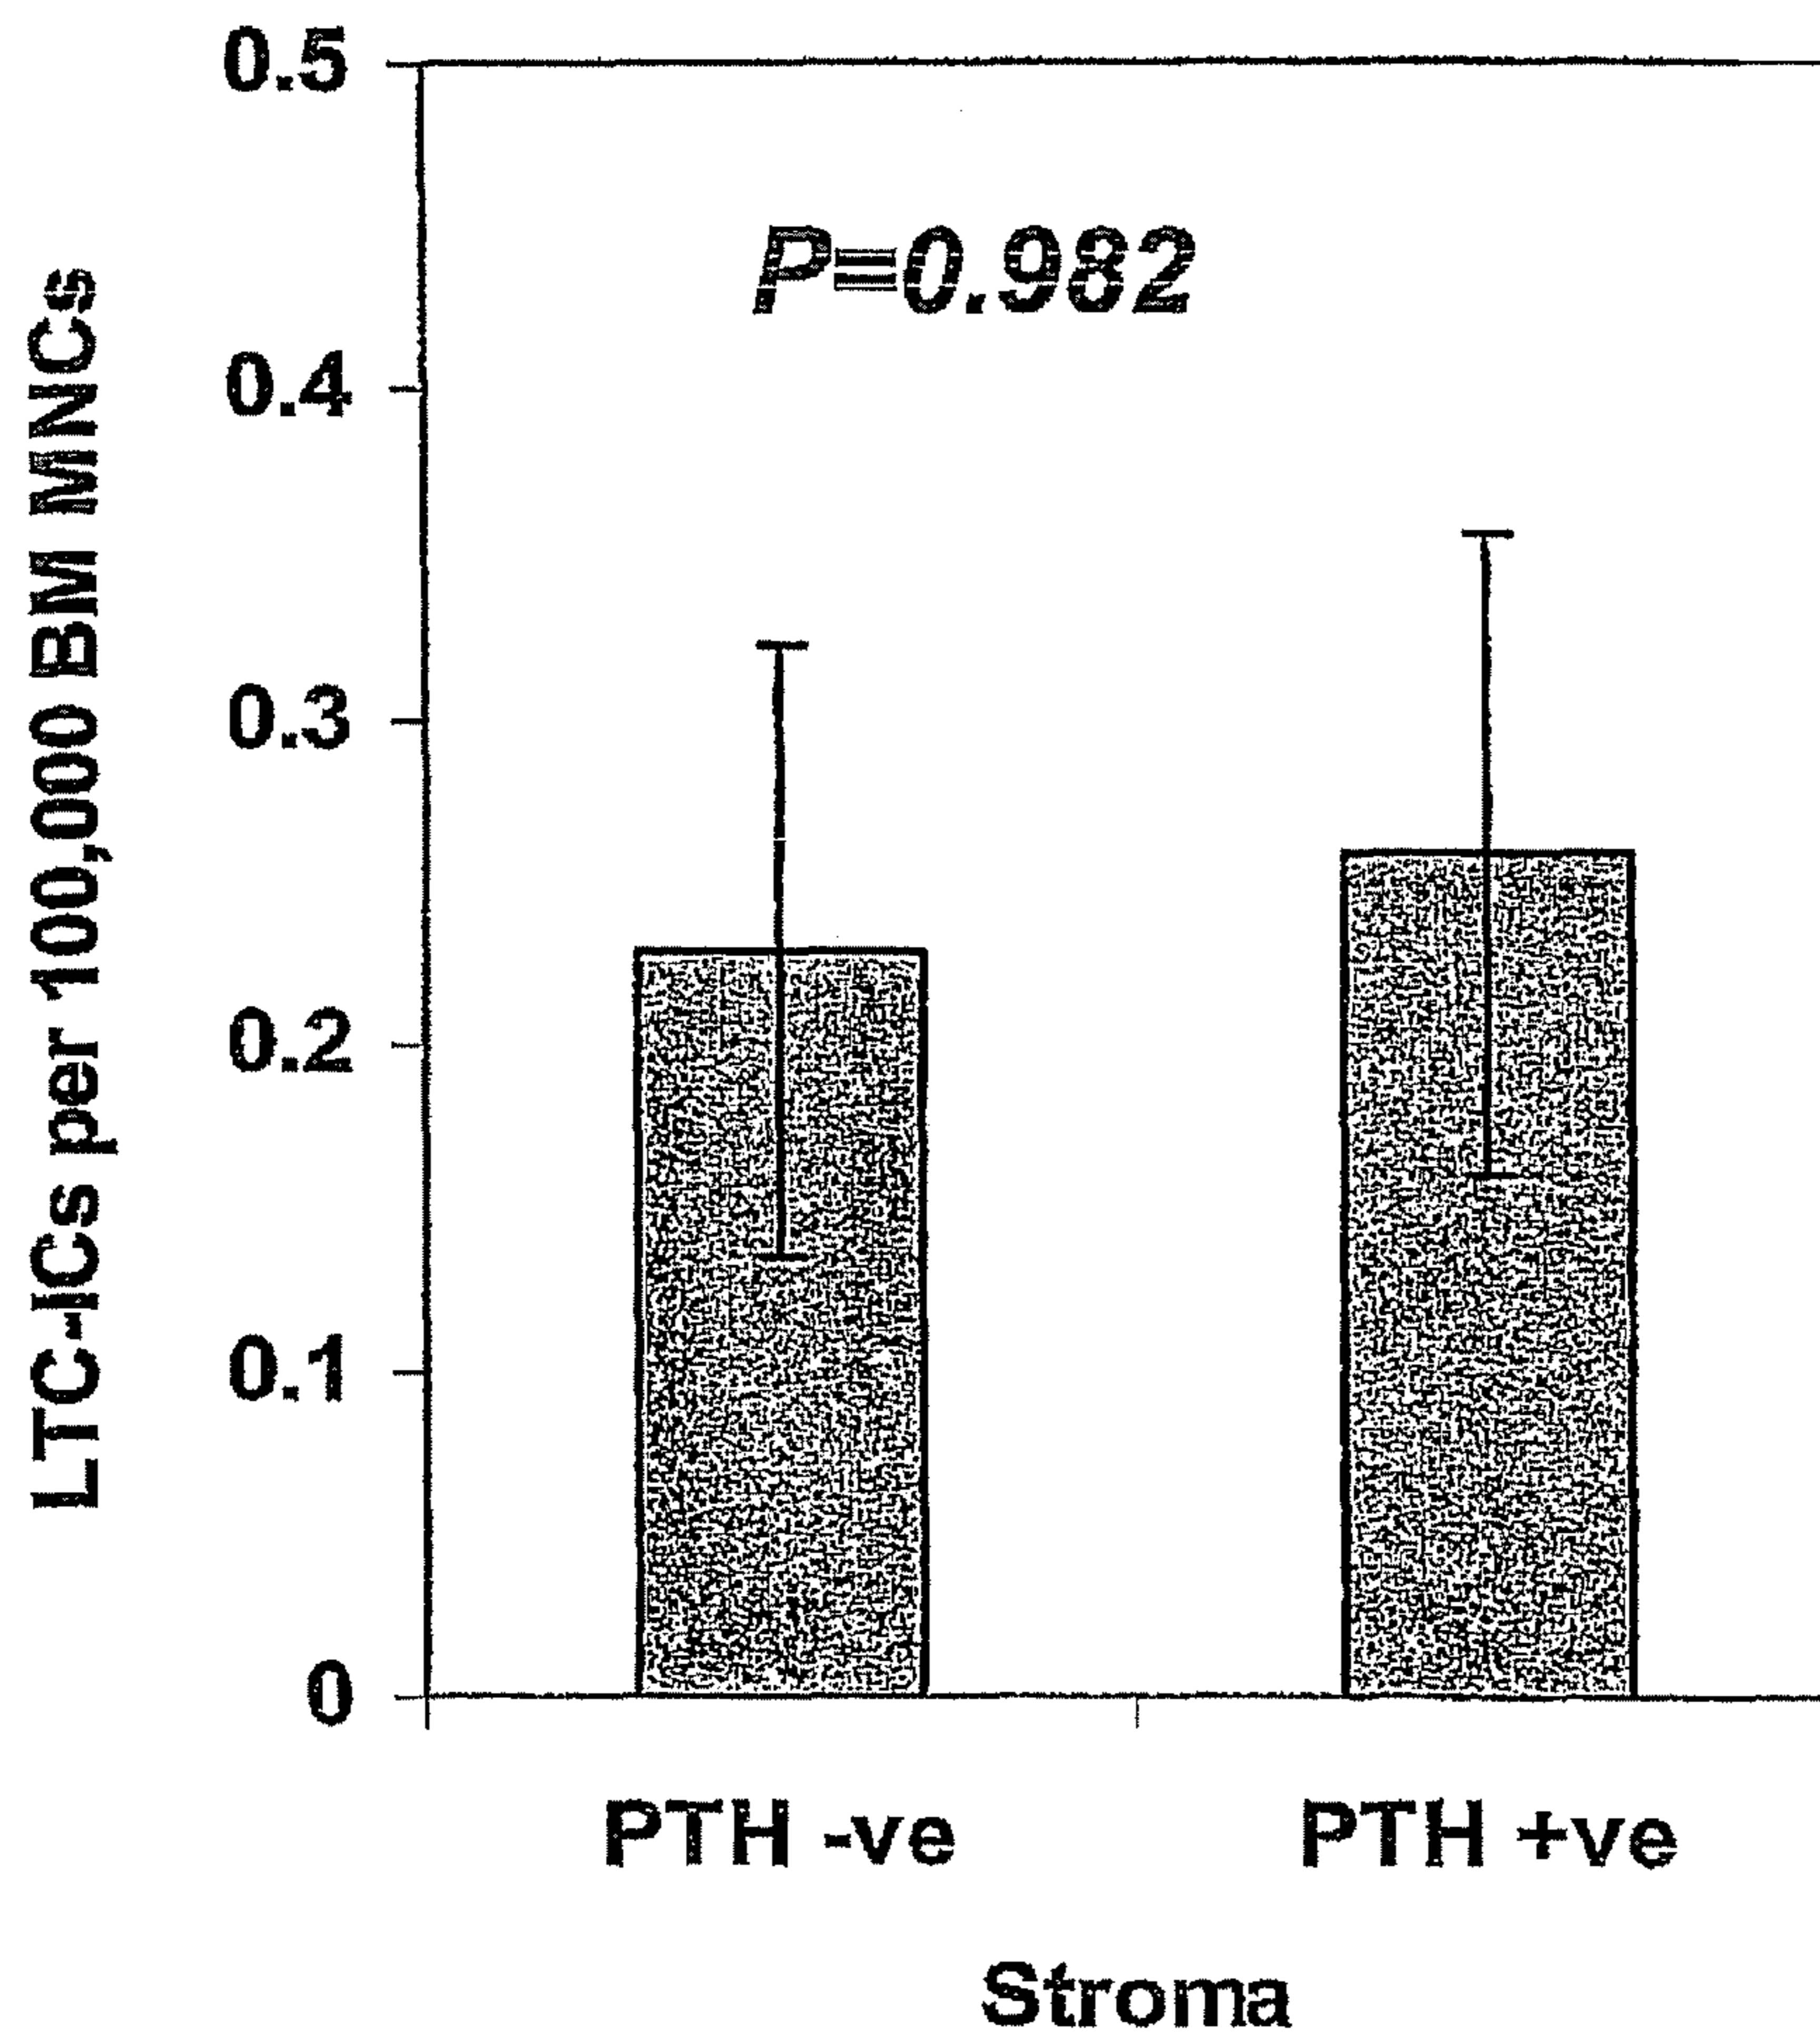 LTC-ICs per 100,000 BM MNCs
0.5
0.4
0.3
0.2
0.1
0
P=0.982
PTH -ve
PTH +ve
Stroma